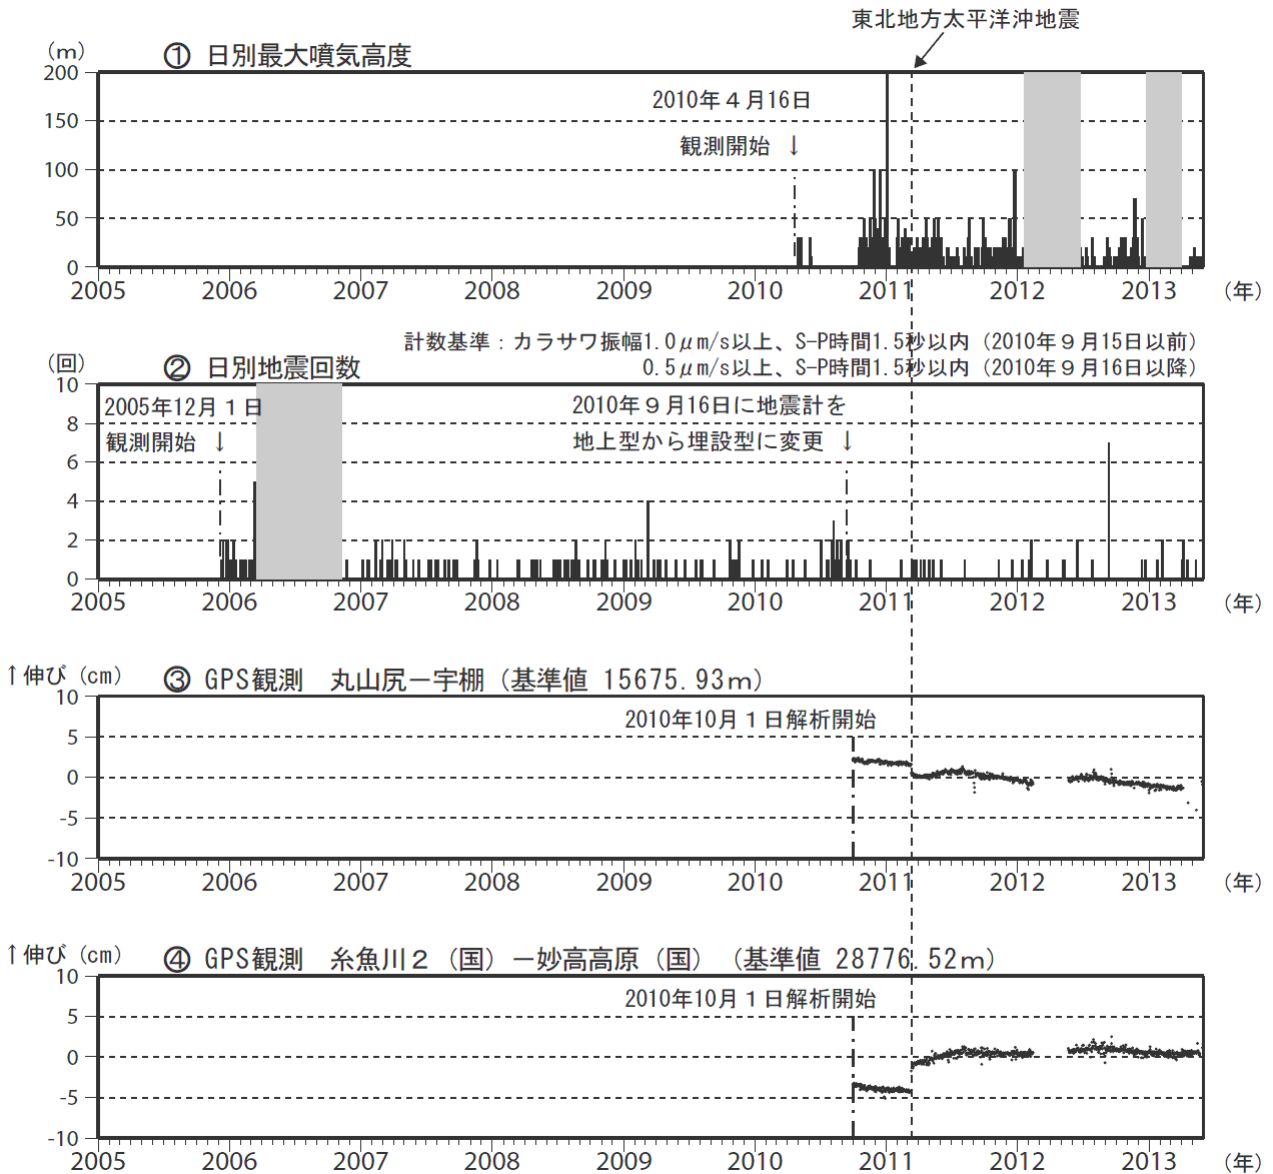 東北地方太平洋沖地震
(m)
① 日別最大噴気高度
200
150
100
50
0
2010年４月16日
観測開始 ↓
2005 2006 2007 2008 2009 2010 2011 2012 2013 (年)
計数基準：カラサワ振幅1.0μm/s以上、S-P時間1.5秒以内（2010年９月15日以前）
0.5μm/s以上、S-P時間1.5秒以内（2010年９月16日以降）
(回)
② 日別地震回数
10
8
6
4
2
0
2005年12月１日
観測開始 ↓
2010年９月16日に地震計を
地上型から埋設型に変更 ↓
2005 2006 2007 2008 2009 2010 2011 2012 2013 (年)
↑伸び (cm)
③ GPS観測　丸山尻－宇棚（基準値 15675.93m）
10
5
0
-5
-10
2010年10月１日解析開始
2005 2006 2007 2008 2009 2010 2011 2012 2013 (年)
↑伸び (cm)
④ GPS観測　糸魚川２（国）－妙高高原（国）（基準値 28776.52m）
10
5
0
-5
-10
2010年10月１日解析開始
2005 2006 2007 2008 2009 2010 2011 2012 2013 (年)